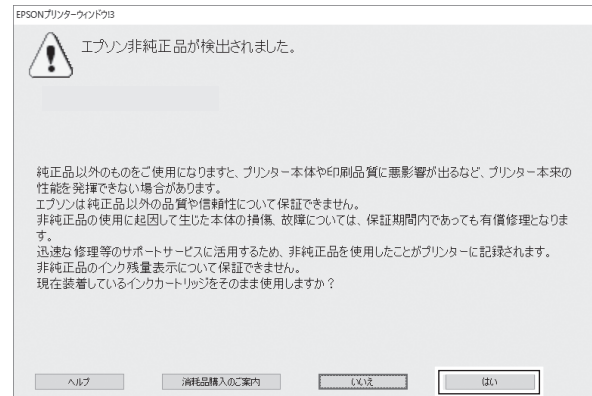 EPSONプリンターウィンドウ!3
エプソン非純正品が検出されました。
純正品以外のものをご使用になりますと、プリンター本体や印刷品質に悪影響が出るなど、プリンター本来の
性能を発揮できない場合があります。
エプソンは純正品以外の品質や信頼性について保証できません。
非純正品の使用に起因して生じた本体の損傷、故障については、保証期間内であっても有償修理となりま
す。
迅速な修理等のサポートサービスに活用するため、非純正品を使用したことがプリンターに記録されます。
非純正品のインク残量表示について保証できません。
現在装着しているインクカートリッジをそのまま使用しますか？
ヘルプ 消耗品購入のご案内 いいえ はい